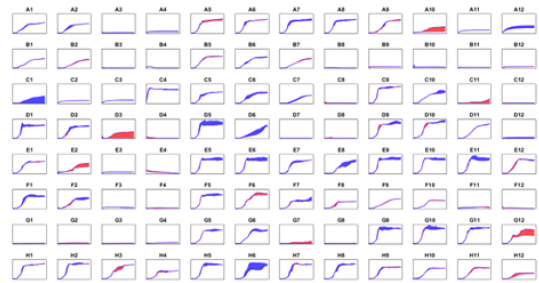 A1 A2 A3 A4 A5 A6 A7 A8 A9 A10 A11 A12
B1 B2 B3 B4 B5 B6 B7 B8 B9 B10 B11 B12
C1 C2 C3 C4 C5 C6 C7 C8 C9 C10 C11 C12
D1 D2 D3 D4 D5 D6 D7 D8 D9 D10 D11 D12
E1 E2 E3 E4 E5 E6 E7 E8 E9 E10 E11 E12
F1 F2 F3 F4 F5 F6 F7 F8 F9 F10 F11 F12
G1 G2 G3 G4 G5 G6 G7 G8 G9 G10 G11 G12
H1 H2 H3 H4 H5 H6 H7 H8 H9 H10 H11 H12